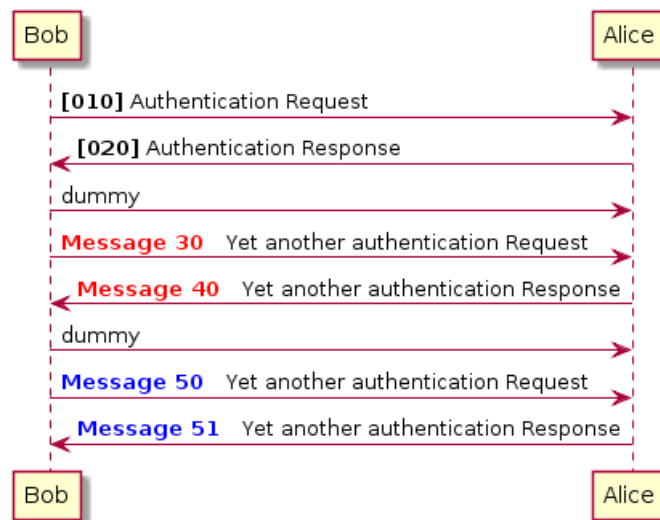 Bob Alice
[010] Authentication Request
[020] Authentication Response
dummy
Message 30 Yet another authentication Request
Message 40 Yet another authentication Response
dummy
Message 50 Yet another authentication Request
Message 51 Yet another authentication Response
Bob Alice